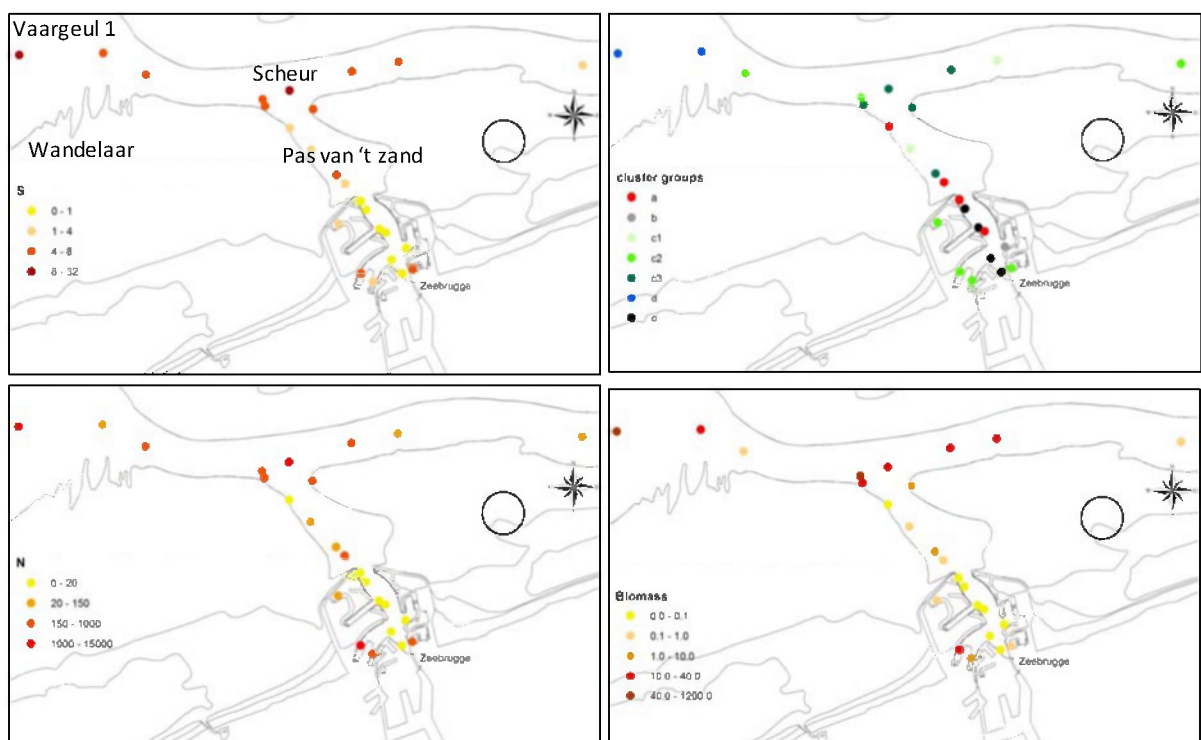 Vaargeul 1
Scheur
Wandelaar
Pas van ‘t zand
S
0 - 1
1 - 4
4 - 8
8 - 32
Zeebrugge
cluster groups
a
b
c1
c2
c3
d
Zeebrugge
N
0 - 20
20 - 150
150 - 1000
1000 - 15000
Zeebrugge
Biomass
0.0 - 0.1
0.1 - 1.0
1.0 - 10.0
10.0 - 40.0
40.0 - 1200.0
Zeebrugge